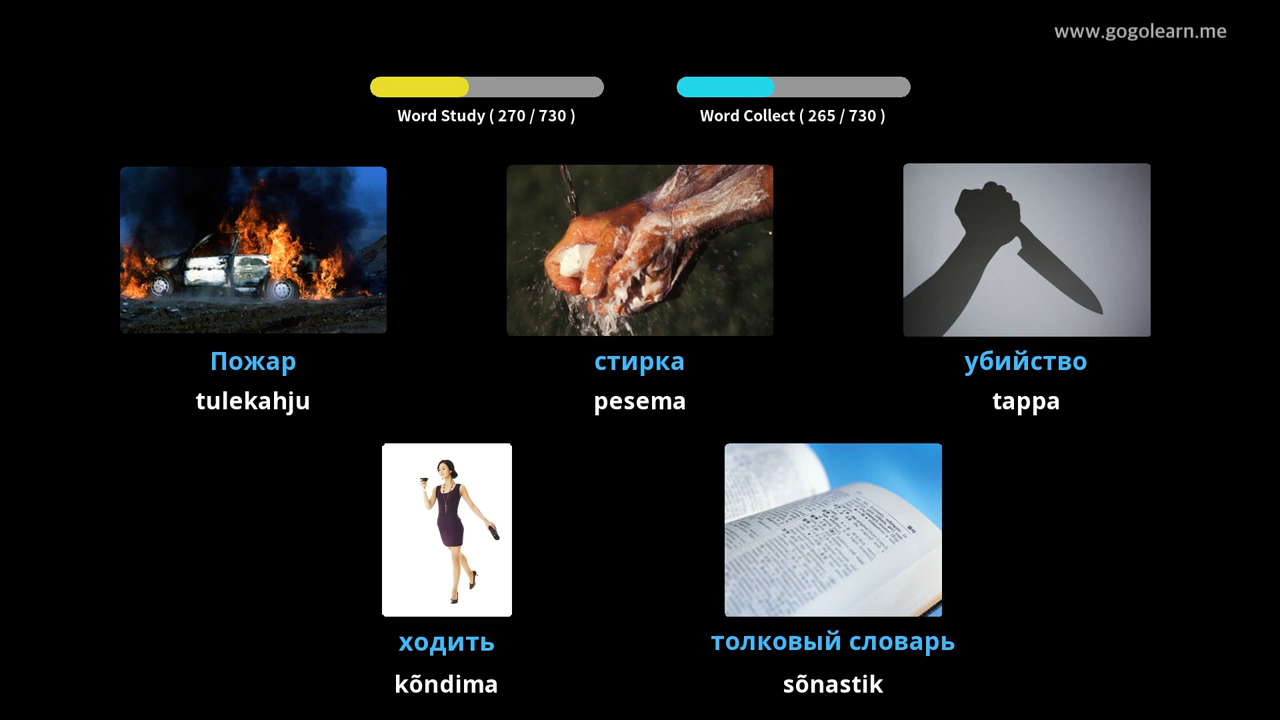 www.gogolearn.me
Word Study ( 270 / 730 )
Word Collect ( 265 / 730 )
Пожар
стирка
убийство
tulekahju
pesema
tappa
ходить
толковый словарь
kõndima
sõnastik